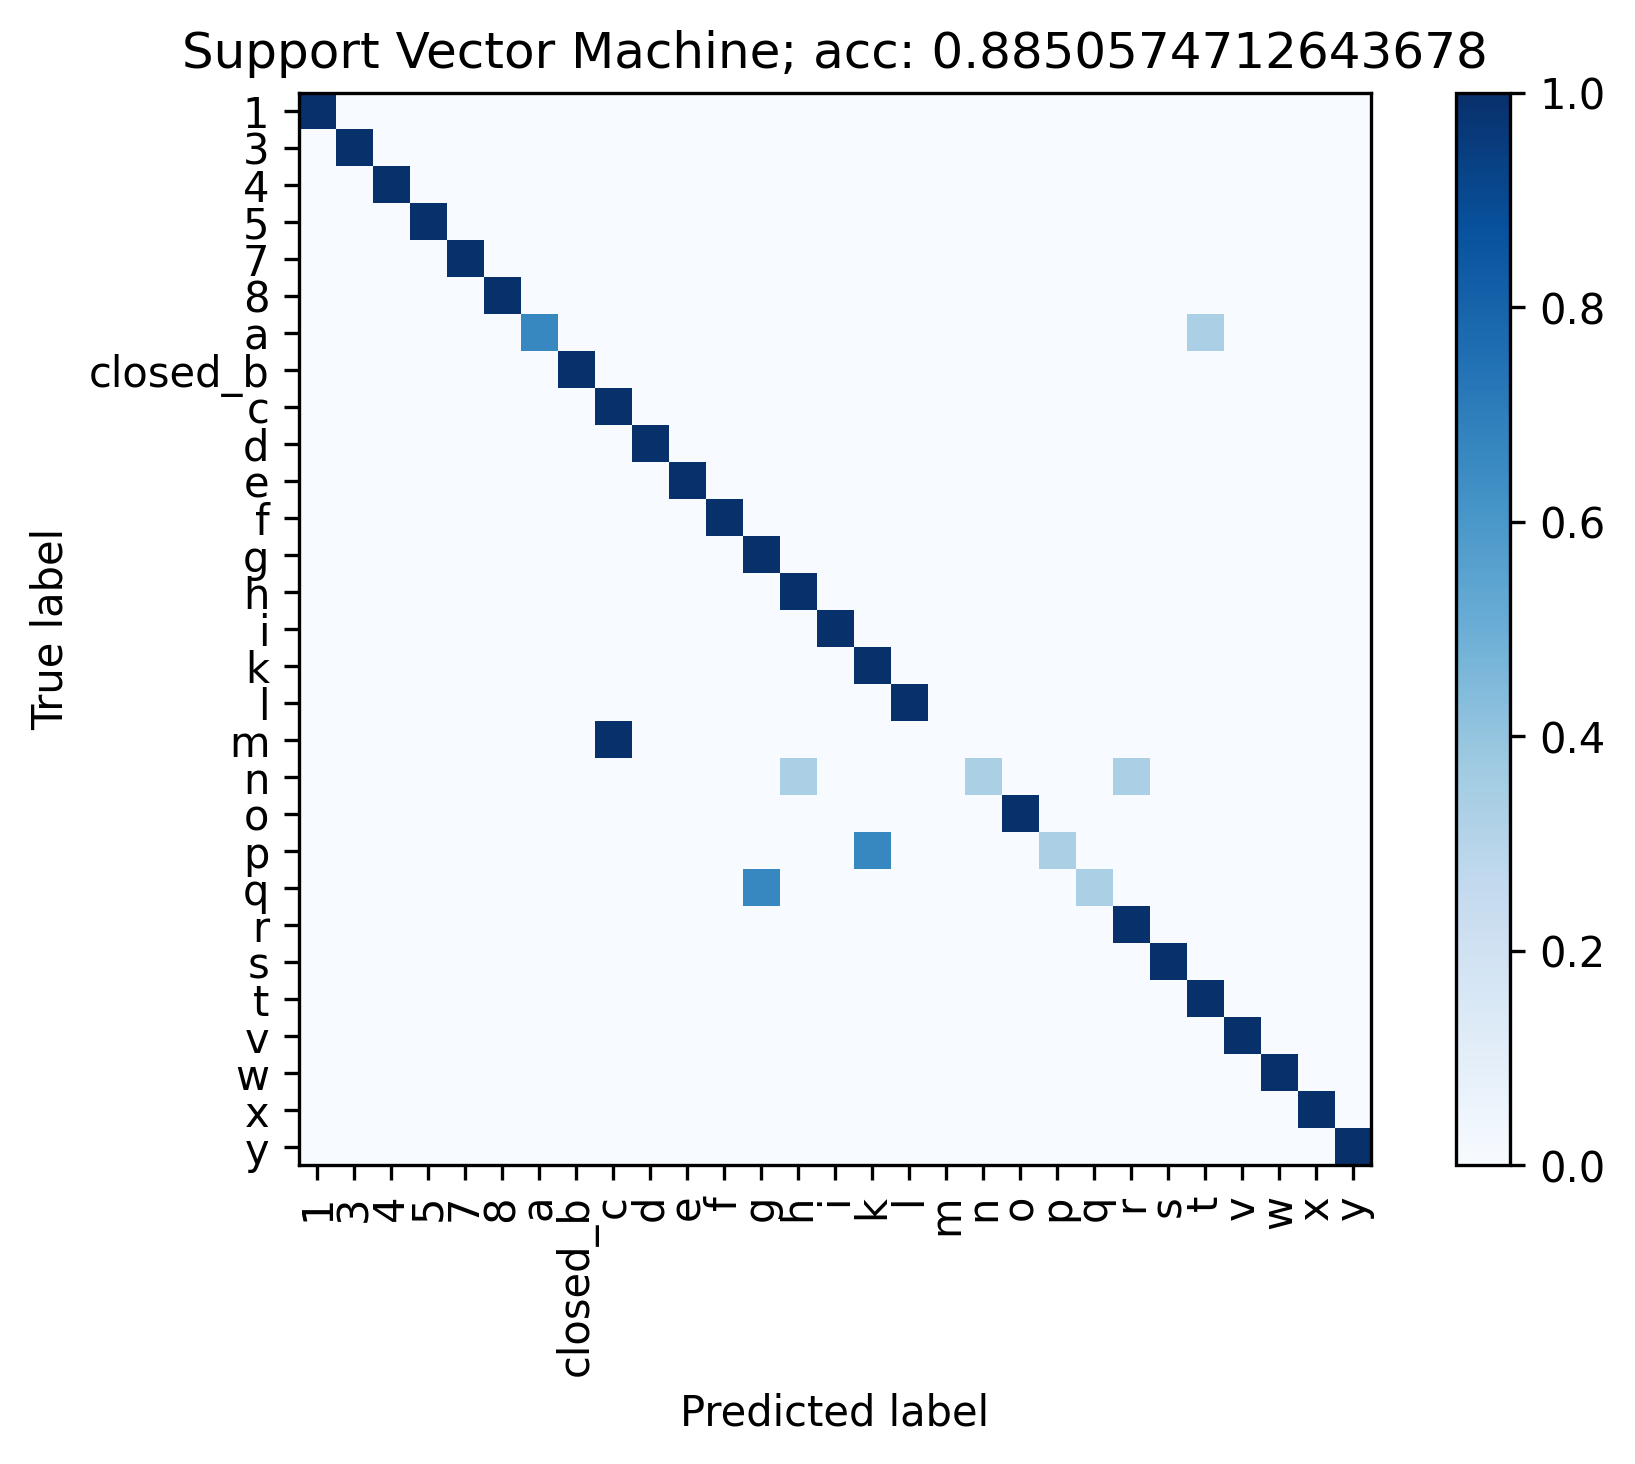 Support Vector Machine; acc: 0.8850574712643678
True label
1
3
4
5
7
8
a
closed_b
c
d
e
f
g
h
i
k
l
m
n
o
p
q
r
s
t
v
w
x
y
1 3 4 5 7 8 a closed_b c d e f g h i k l m n o p q r s t v w x y
Predicted label
1.0
0.8
0.6
0.4
0.2
0.0